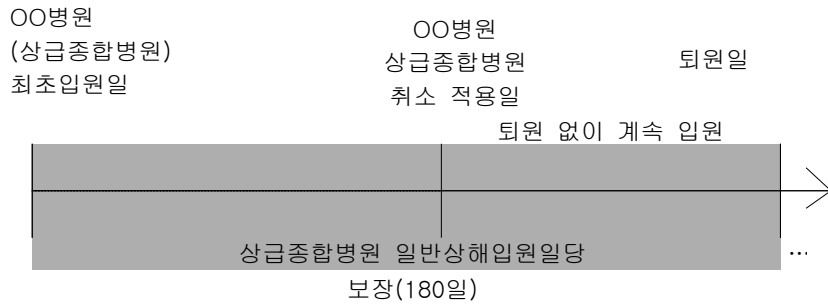 OO병원
(상급종합병원)
최초입원일
OO병원
상급종합병원
취소 적용일
퇴원일
퇴원 없이 계속 입원
상급종합병원 일반상해입원일당
...
보장(180일)